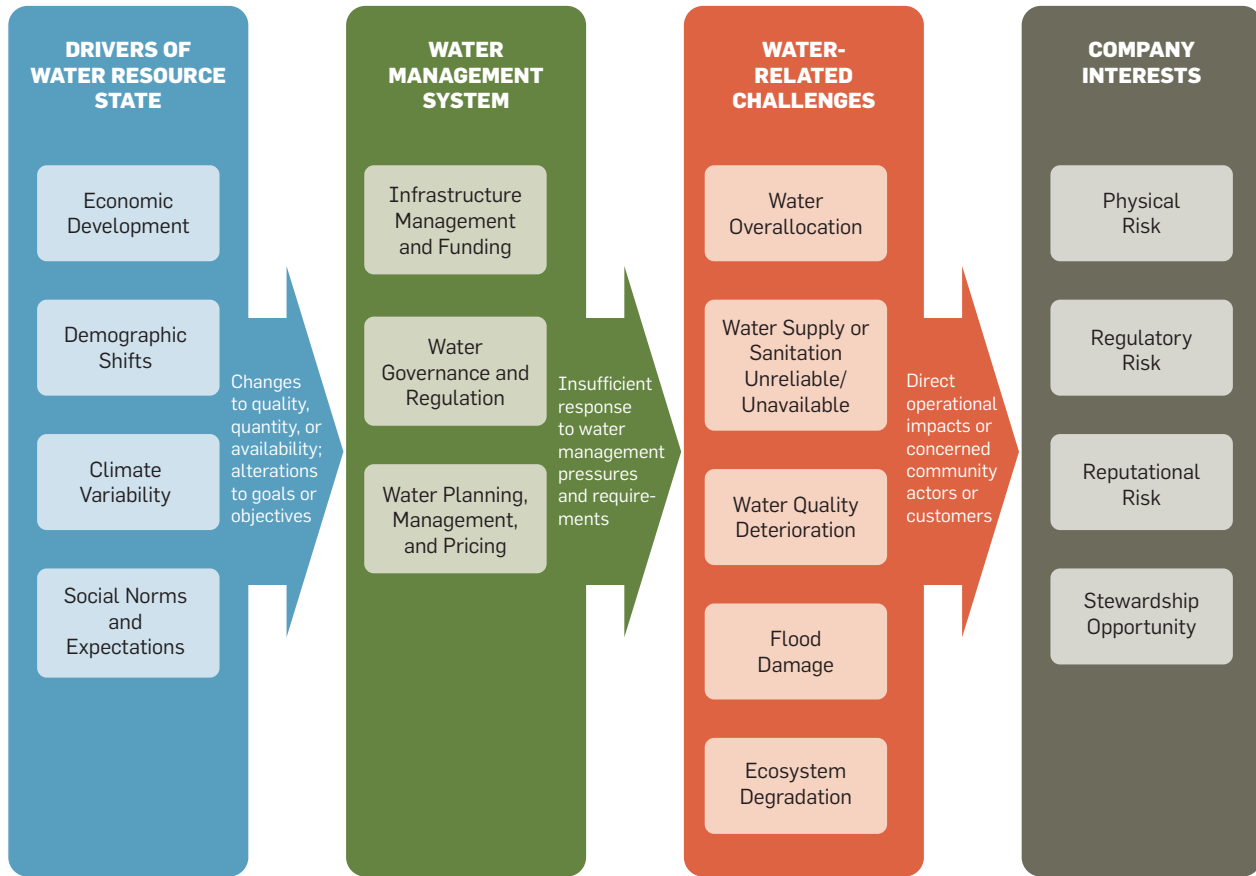 DRIVERS OF
WATER RESOURCE
STATE
Economic
Development
Demographic
Shifts
Climate
Variability
Social Norms
and
Expectations
Changes
to quality,
quantity, or
availability;
alterations
to goals or
objectives
WATER
MANAGEMENT
SYSTEM
Infrastructure
Management
and Funding
Water
Governance and
Regulation
Water Planning,
Management,
and Pricing
Insufficient
response
to water
management
pressures
and require-
ments
WATER-
RELATED
CHALLENGES
Water
Overallocation
Water Supply or
Sanitation
Unreliable/
Unavailable
Water Quality
Deterioration
Flood
Damage
Ecosystem
Degradation
Direct
operational
impacts or
concerned
community
actors or
customers
COMPANY
INTERESTS
Physical
Risk
Regulatory
Risk
Reputational
Risk
Stewardship
Opportunity